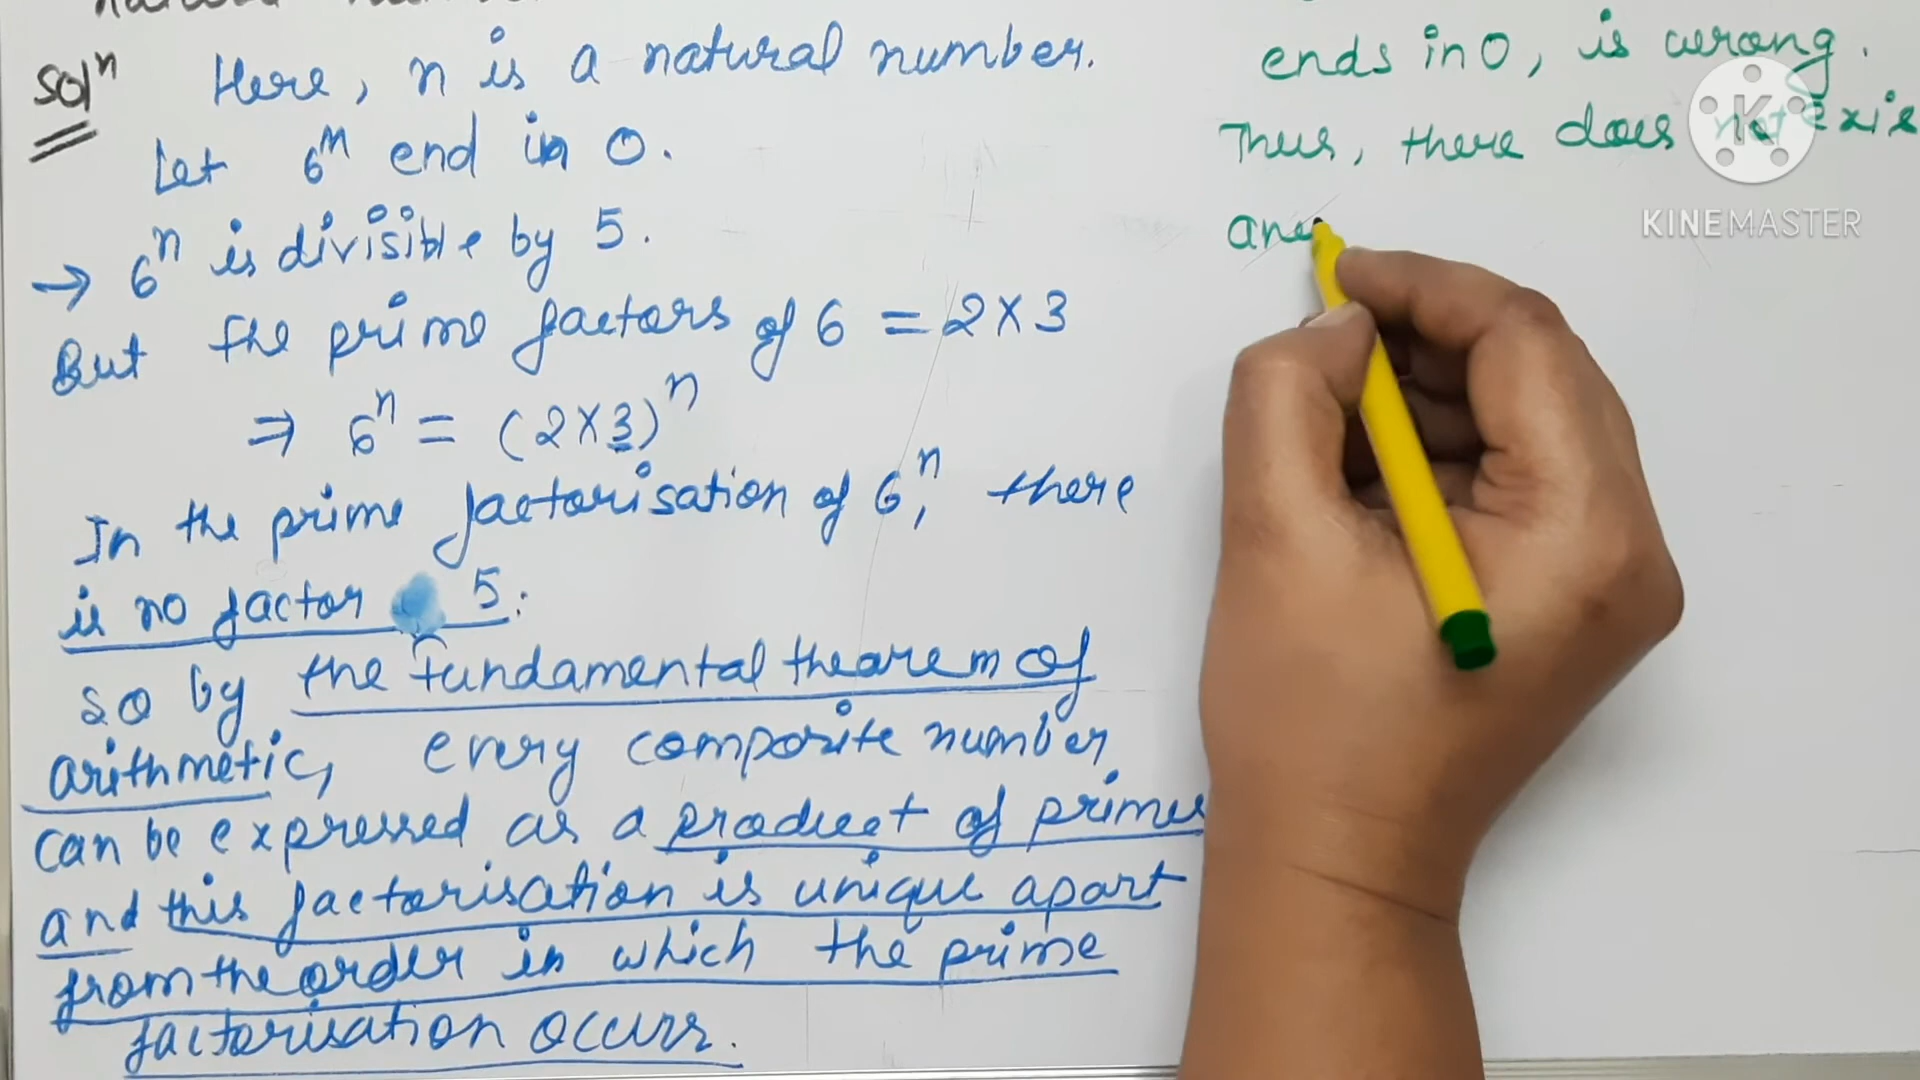 Solⁿ Here, n is a natural number.
Let 6ⁿ end in 0.
→ 6ⁿ is divisible by 5.
But the prime factors of 6 = 2×3
⇒ 6ⁿ = (2×3)ⁿ
In the prime factorisation of 6ⁿ, there
is no factor 5.
so by the fundamental theorem of
arithmetic, every composite number
can be expressed as a product of primes
and this factorisation is unique apart
from the order in which the prime
factorisation occurs.
ends in 0, is wrong.
Thus, there does not exis
any
KINEMASTER